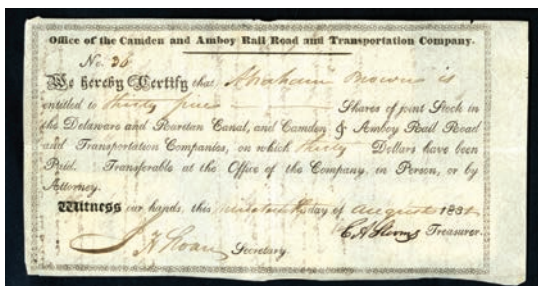 Office of the Camden and Amboy Rail Road and Transportation Company.
No. 36
We hereby Certify that Abraham Brown is
entitled to thirty five Shares of joint Stock in
the Delaware and Raritan Canal, and Camden & Amboy Rail Road
and Transportation Companies, on which thirty Dollars have been
Paid. Transferable at the Office of the Company, in Person, or by
Attorney.
Witness our hands, this day of August 183
Secretary. Treasurer.